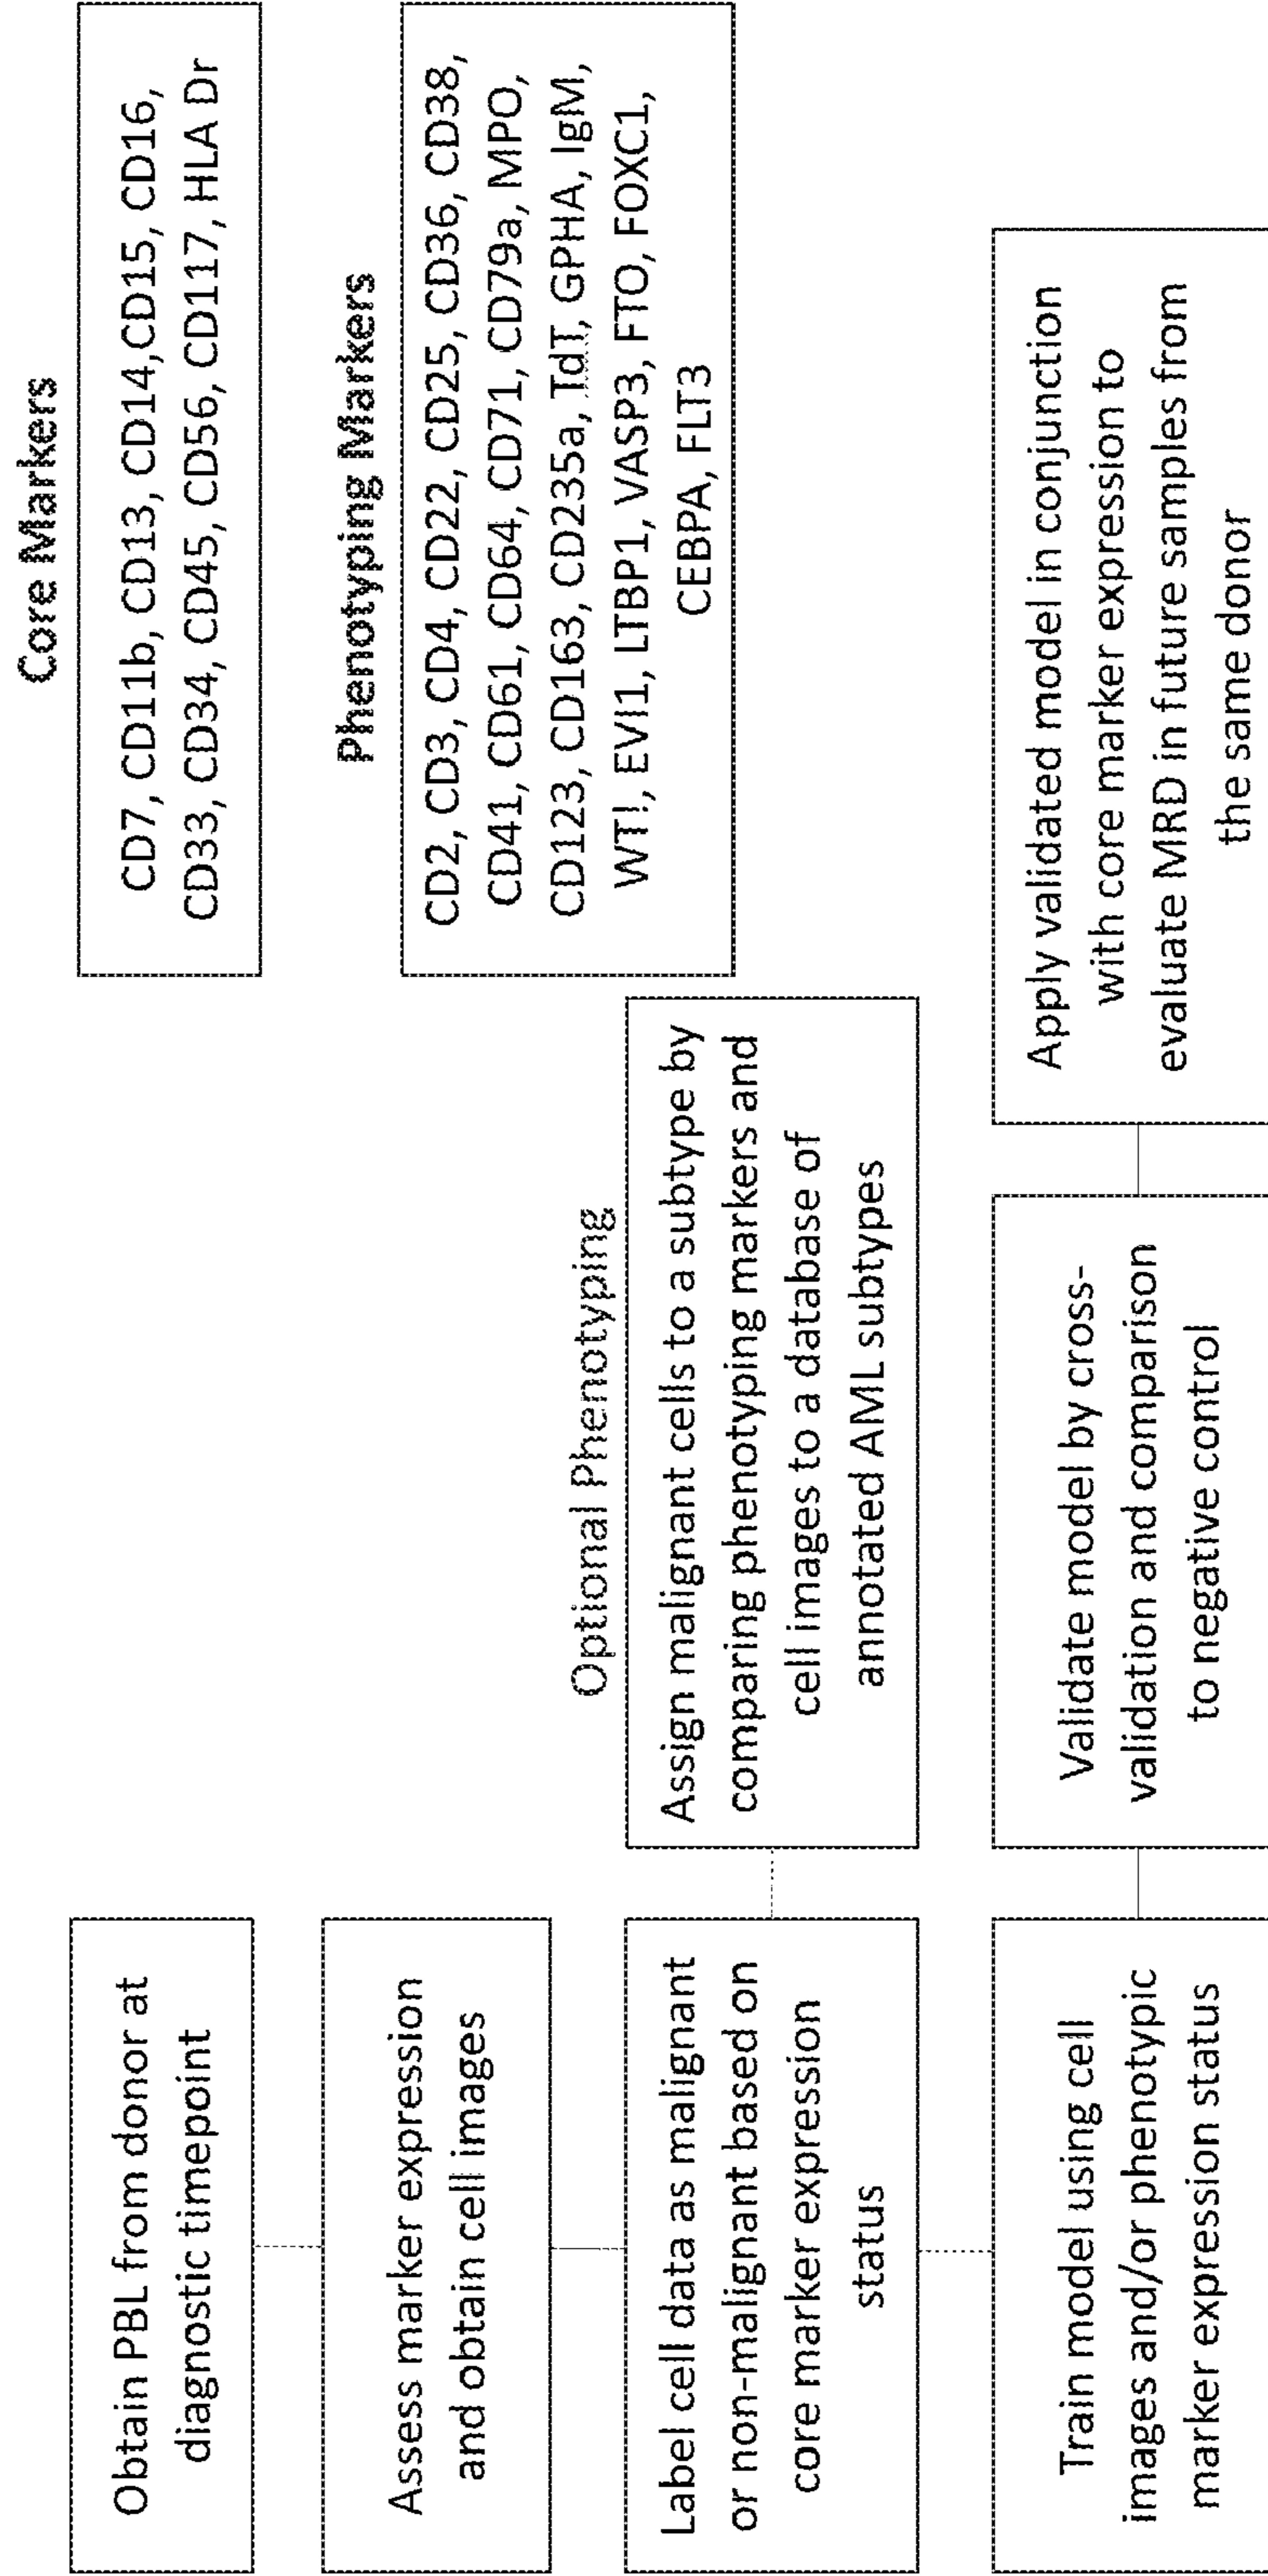 Core Markers
CD7, CD11b, CD13, CD14,CD15, CD16,
CD33, CD34, CD45, CD56, CD117, HLA Dr
Phenotyping Markers
CD2, CD3, CD4, CD22, CD25, CD36, CD38,
CD41, CD61, CD64, CD71, CD79a, MPO,
CD123, CD163, CD235a, TdT, GPHA, IgM,
WT!, EVI1, LTBP1, VASP3, FTO, FOXC1,
CEBPA, FLT3
Obtain PBL from donor at
diagnostic timepoint
Assess marker expression
and obtain cell images
Label cell data as malignant
or non-malignant based on
core marker expression
status
Optional Phenotyping
Assign malignant cells to a subtype by
comparing phenotyping markers and
cell images to a database of
annotated AML subtypes
Train model using cell
images and/or phenotypic
marker expression status
Validate model by cross-
validation and comparison
to negative control
Apply validated model in conjunction
with core marker expression to
evaluate MRD in future samples from
the same donor